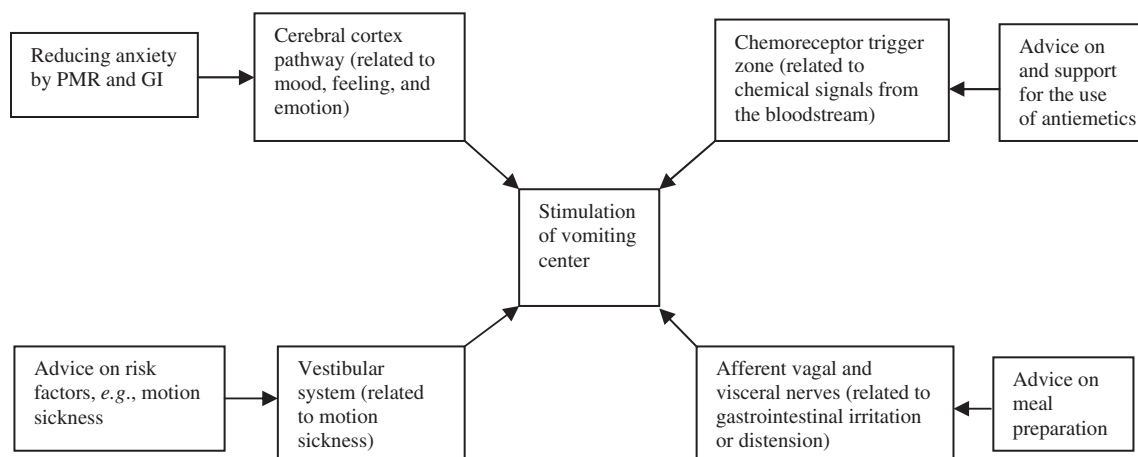 Reducing anxiety
by PMR and GI
Cerebral cortex
pathway (related to
mood, feeling, and
emotion)
Chemoreceptor trigger
zone (related to
chemical signals from
the bloodstream)
Advice on
and support
for the use
of antiemetics
Stimulation
of vomiting
center
Advice on risk
factors, e.g., motion
sickness
Vestibular
system (related
to motion
sickness)
Afferent vagal and
visceral nerves (related to
gastrointestinal irritation
or distension)
Advice on
meal
preparation